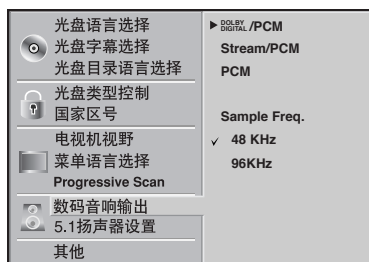 光盘语言选择
光盘字幕选择
光盘目录语言选择
光盘类型控制
国家区号
电视机视野
菜单语言选择
Progressive Scan
数码音响输出
5.1扬声器设置
其他
DOLBY DIGITAL /PCM
Stream/PCM
PCM
Sample Freq.
48 KHz
96KHz